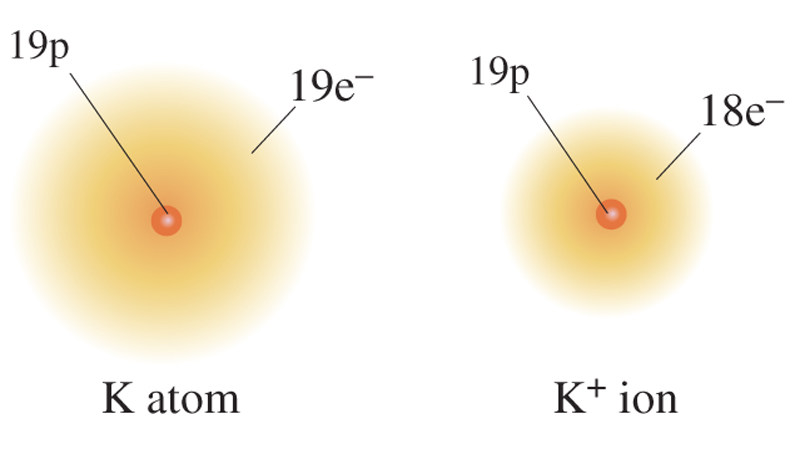 19p
19e⁻
K atom
19p
18e⁻
K⁺ ion